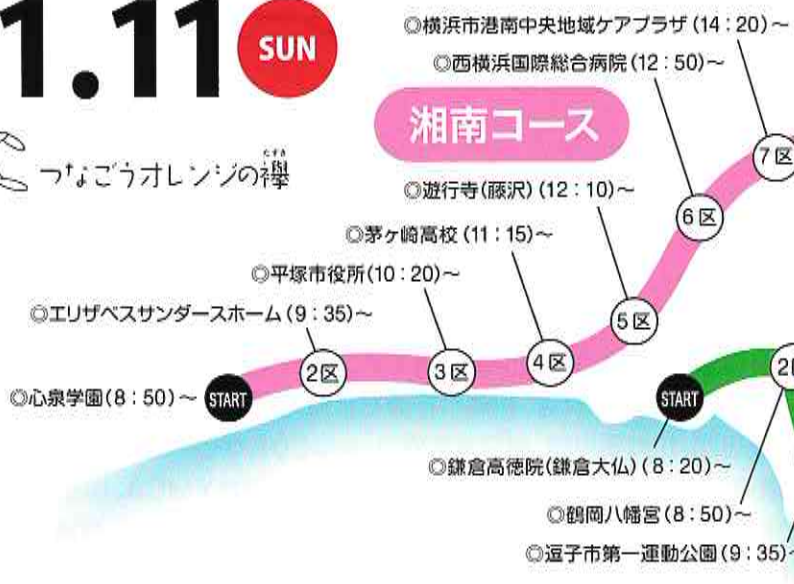 1.11
SUN
つなごうオレンジの襷
たすき
湘南コース
◎横浜市港南中央地域ケアプラザ(14:20)～
◎西横浜国際総合病院(12:50)～
◎遊行寺(藤沢)(12:10)～
◎茅ヶ崎高校(11:15)～
◎平塚市役所(10:20)～
◎エリザベスサンダースホーム(9:35)～
◎心泉学園(8:50)～
START
2区
3区
4区
5区
6区
7区
START
◎鎌倉高徳院(鎌倉大仏)(8:20)～
◎鶴岡八幡宮(8:50)～
◎逗子市第一運動公園(9:35)